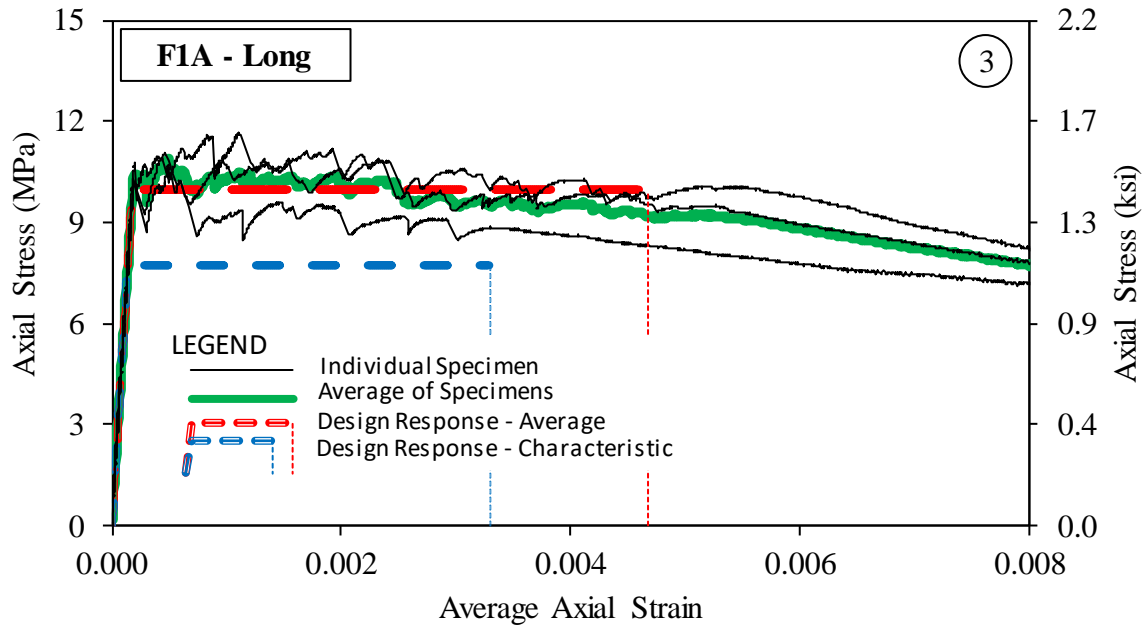 F1A - Long
3
Axial Stress (MPa)
15
12
9
6
3
0
Axial Stress (ksi)
2.2
1.7
1.3
0.9
0.4
0.0
LEGEND
Individual Specimen
Average of Specimens
Design Response - Average
Design Response - Characteristic
0.000
0.002
0.004
0.006
0.008
Average Axial Strain